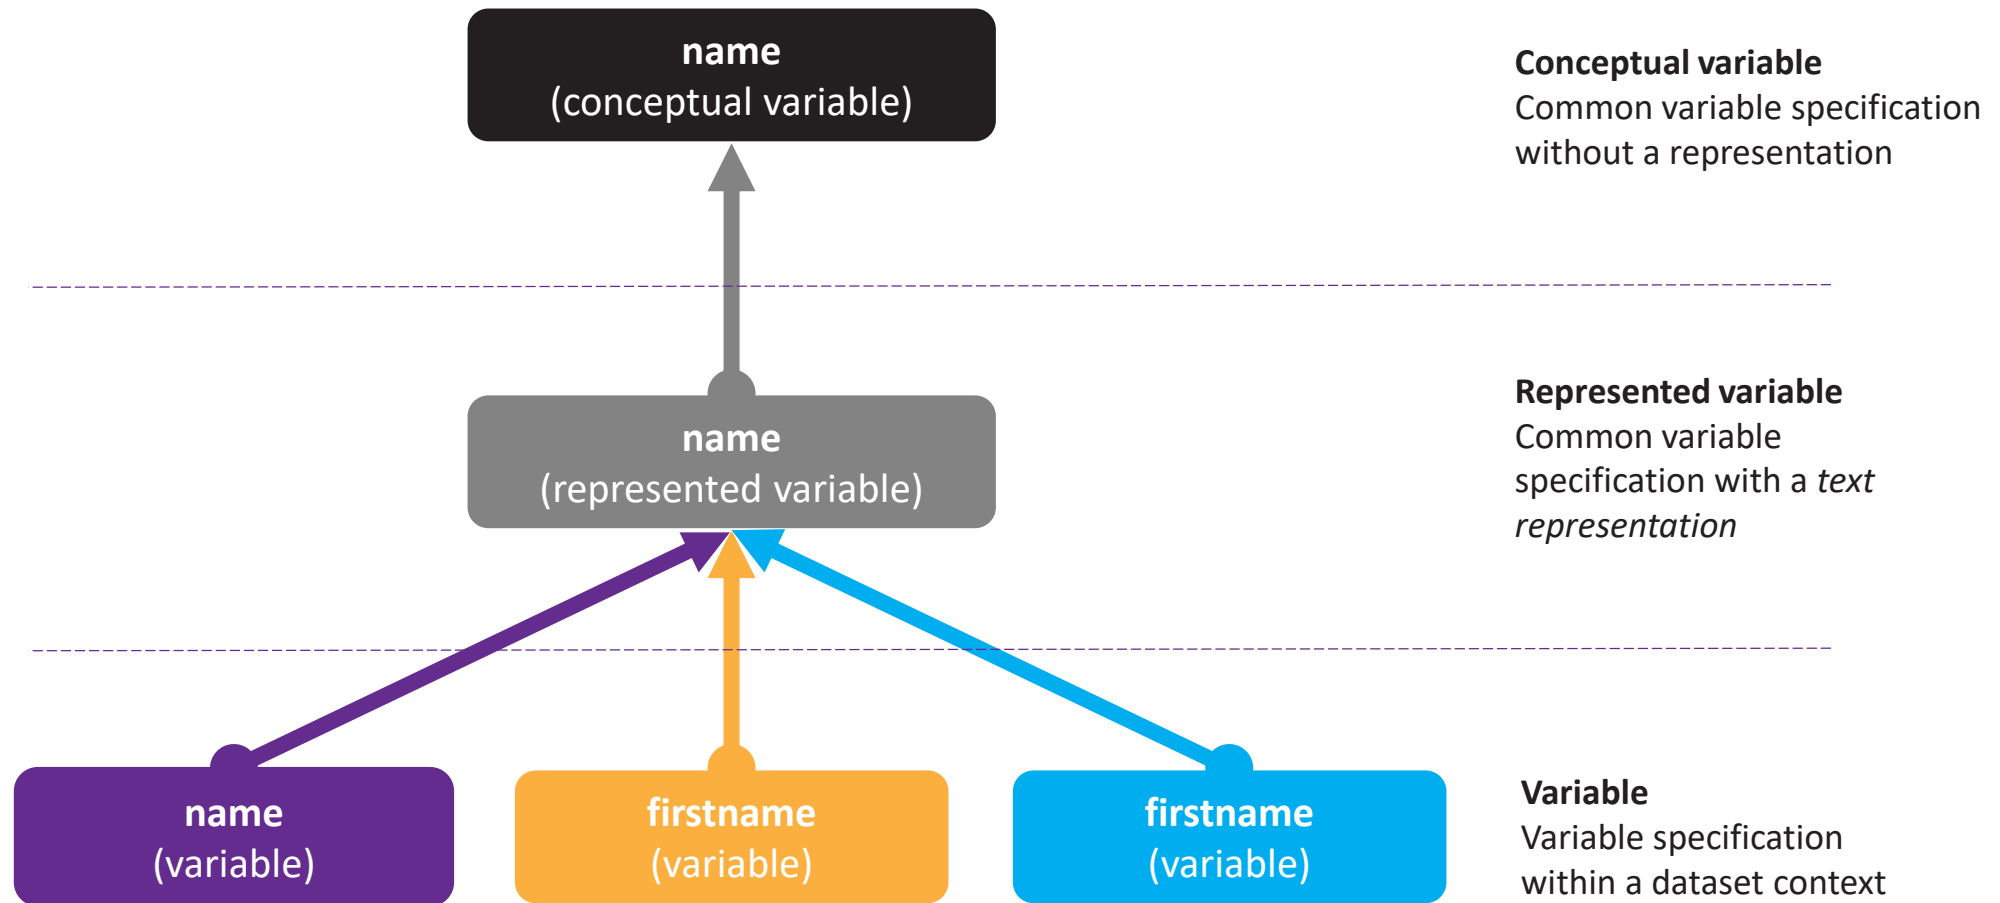 name
(conceptual variable)
Conceptual variable
Common variable specification
without a representation
name
(represented variable)
Represented variable
Common variable
specification with a text
representation
name
(variable)
firstname
(variable)
firstname
(variable)
Variable
Variable specification
within a dataset context